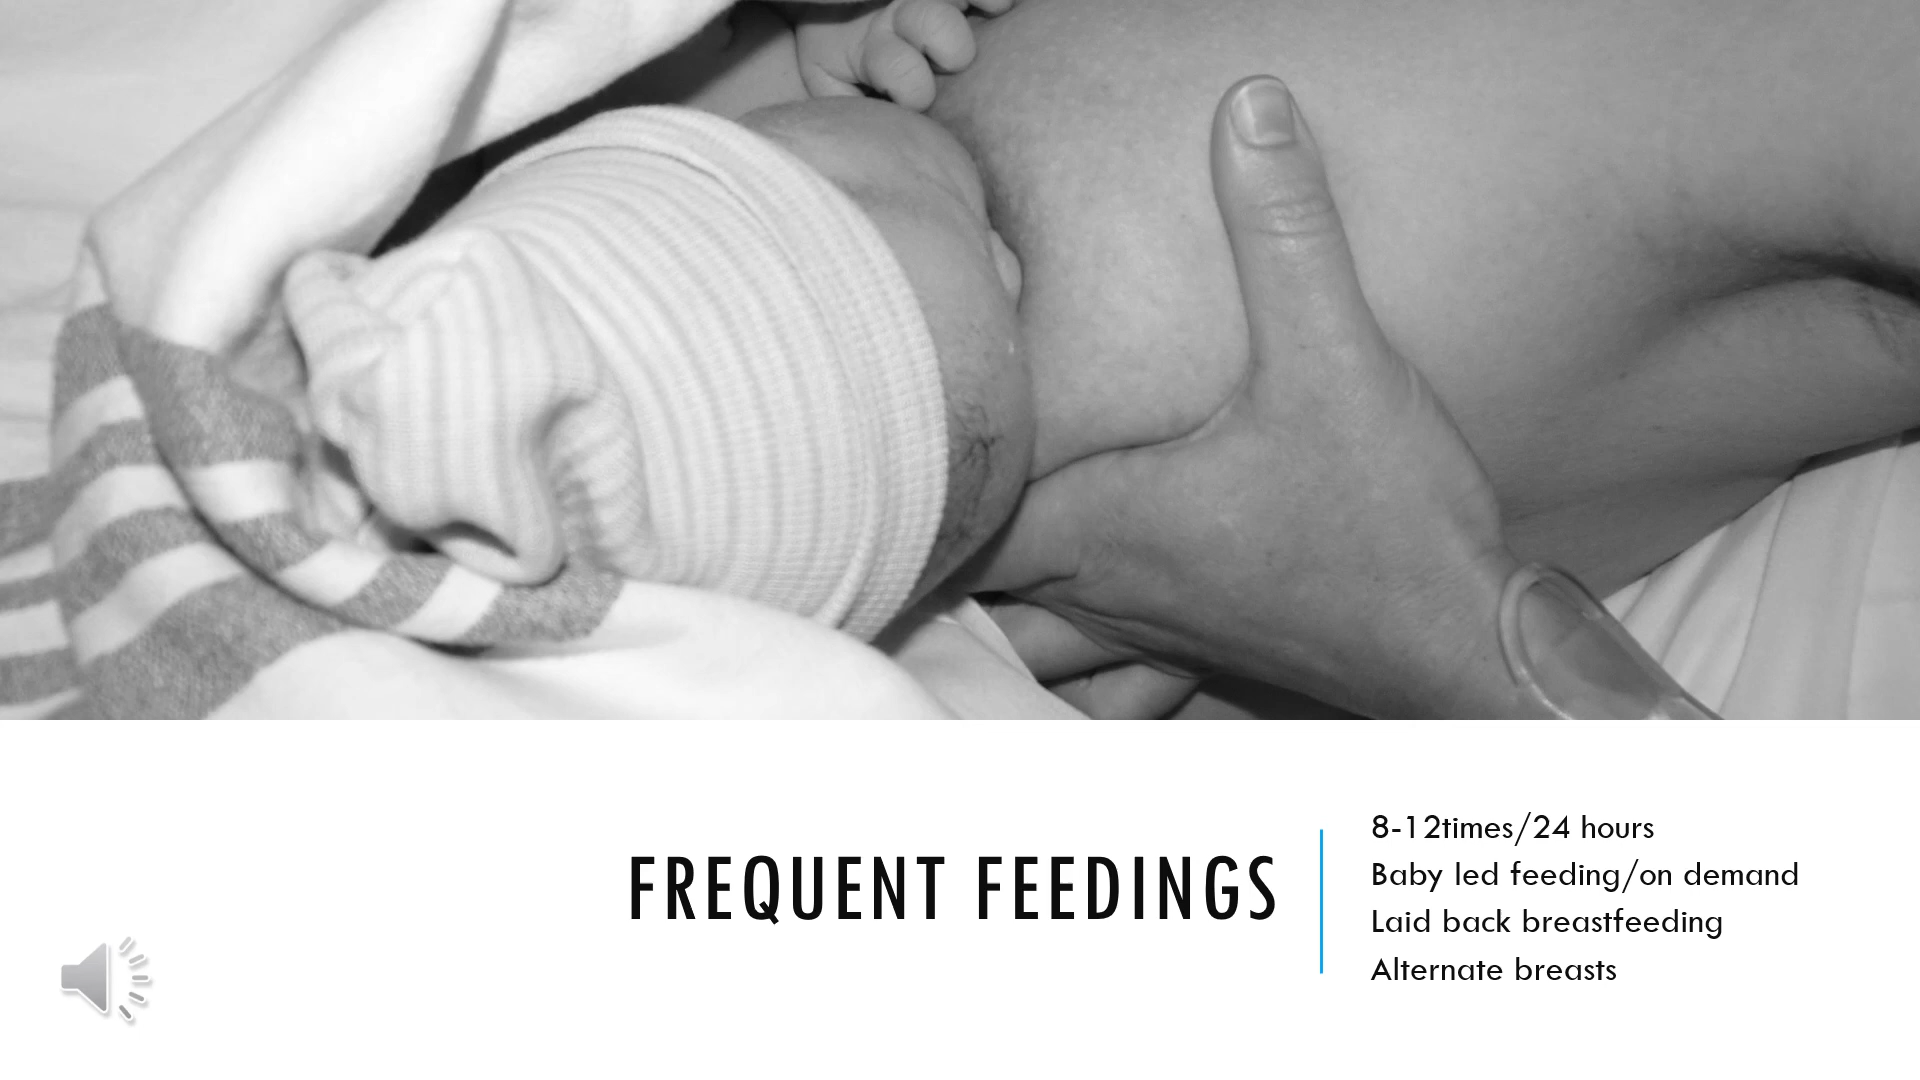 FREQUENT FEEDINGS
8-12times/24 hours
Baby led feeding/on demand
Laid back breastfeeding
Alternate breasts